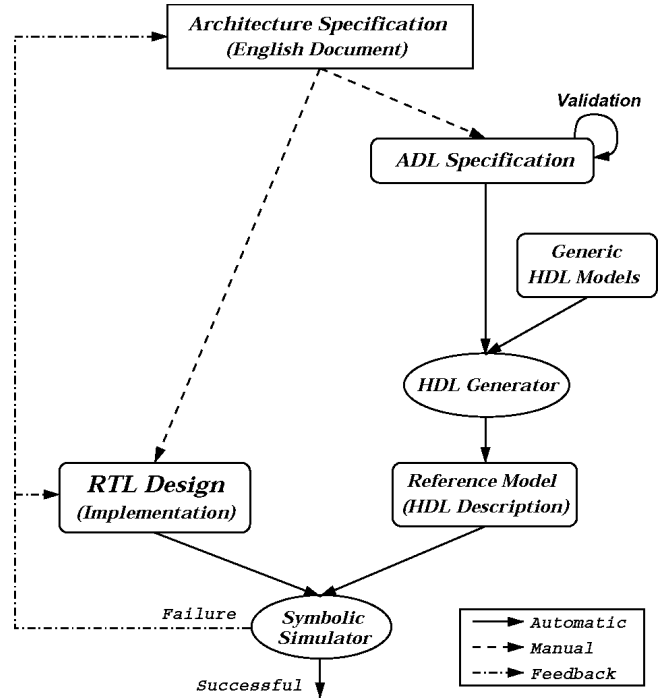 Architecture Specification
(English Document)
Validation
ADL Specification
Generic
HDL Models
HDL Generator
RTL Design
(Implementation)
Reference Model
(HDL Description)
Failure
Symbolic
Simulator
Successful
Automatic
Manual
Feedback